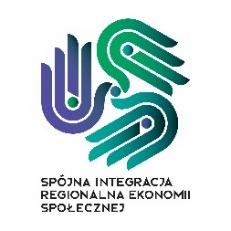 SPÓJNA INTEGRACJA
REGIONALNA EKONOMII
SPOŁECZNEJ